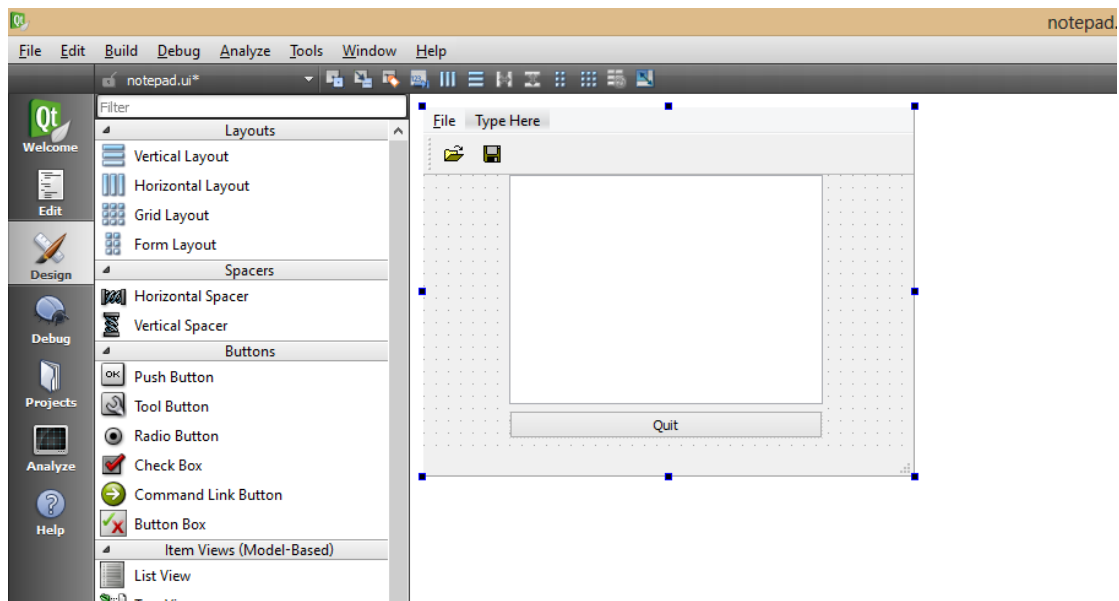 notepad.
File Edit Build Debug Analyze Tools Window Help
notepad.ui*
Filter
Layouts
Vertical Layout
Horizontal Layout
Grid Layout
Form Layout
Spacers
Horizontal Spacer
Vertical Spacer
Buttons
OK Push Button
Tool Button
Radio Button
Check Box
Command Link Button
Button Box
Item Views (Model-Based)
List View
Qt
Welcome
Edit
Design
Debug
Projects
Analyze
Help
File Type Here
Quit